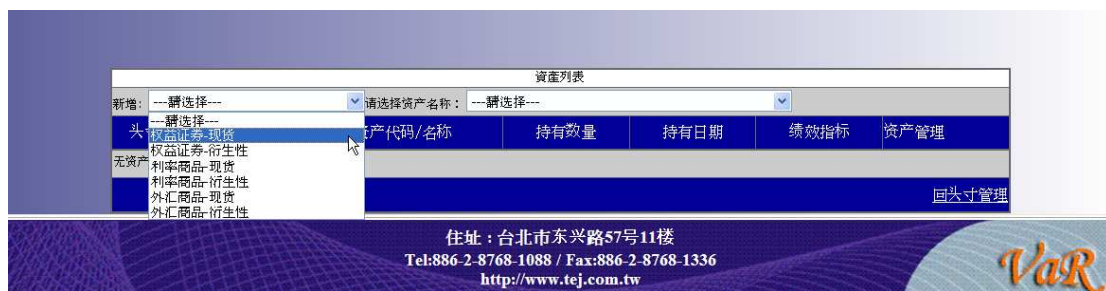 資產列表
新增： ---請选择--- 请选择资产名称： ---請选择---
---請选择---
权益证券-现货
权益证券-衍生性
利率商品-现货
利率商品-衍生性
外汇商品-现货
外汇商品-衍生性
头 产代码/名称 持有数量 持有日期 绩效指标 资产管理
无资产
回头寸管理
住址：台北市东兴路57号11楼
Tel:886-2-8768-1088 / Fax:886-2-8768-1336
http://www.tej.com.tw
VaR